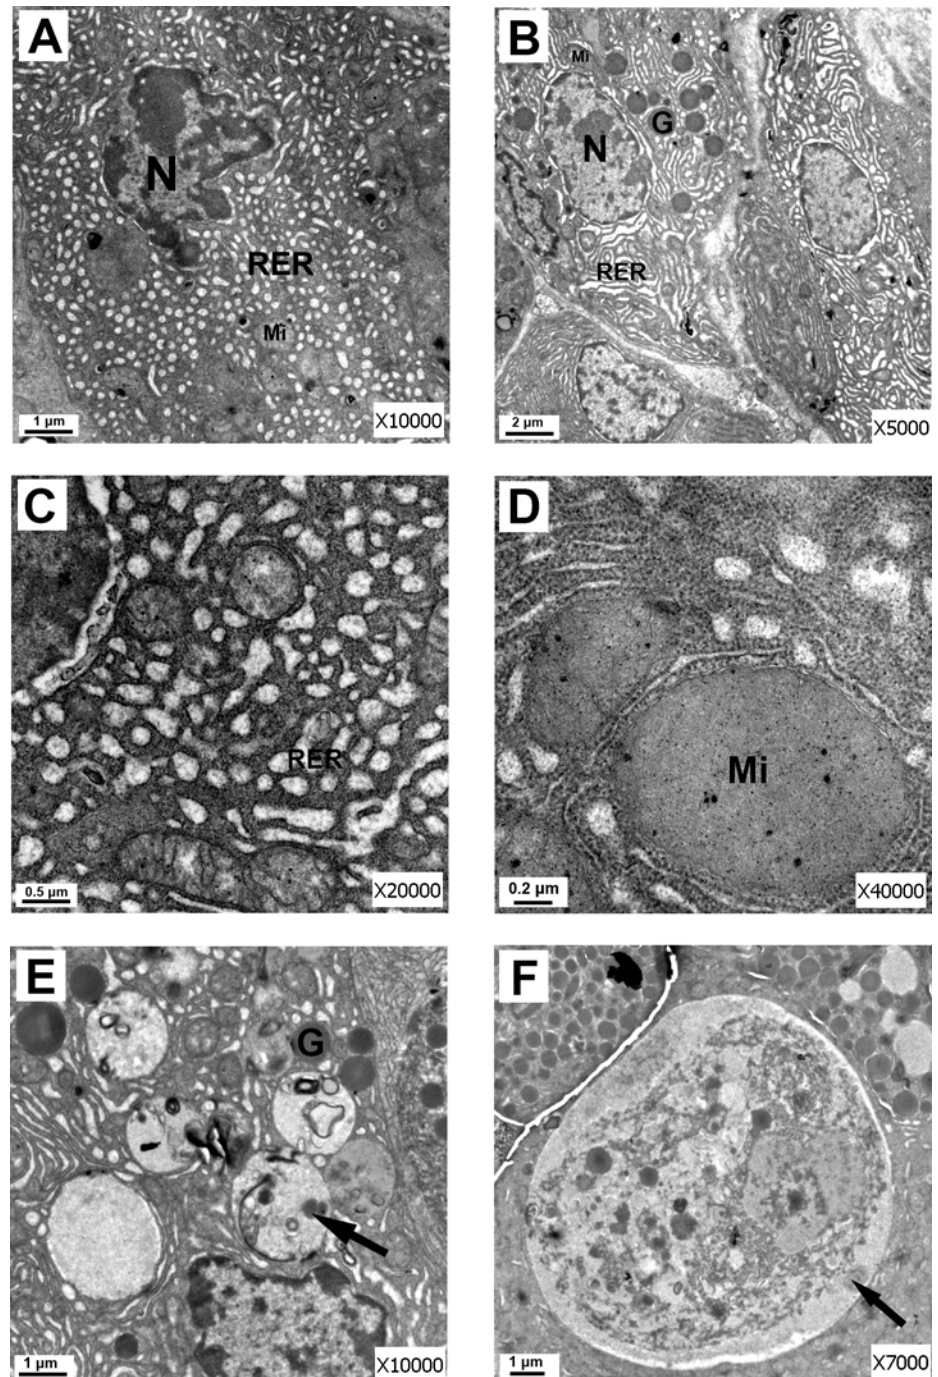 A
N
RER
Mi
1 µm
X10000
B
Mi
G
N
RER
2 µm
X5000
C
RER
0.5 µm
X20000
D
Mi
0.2 µm
X40000
E
G
1 µm
X10000
F
1 µm
X7000